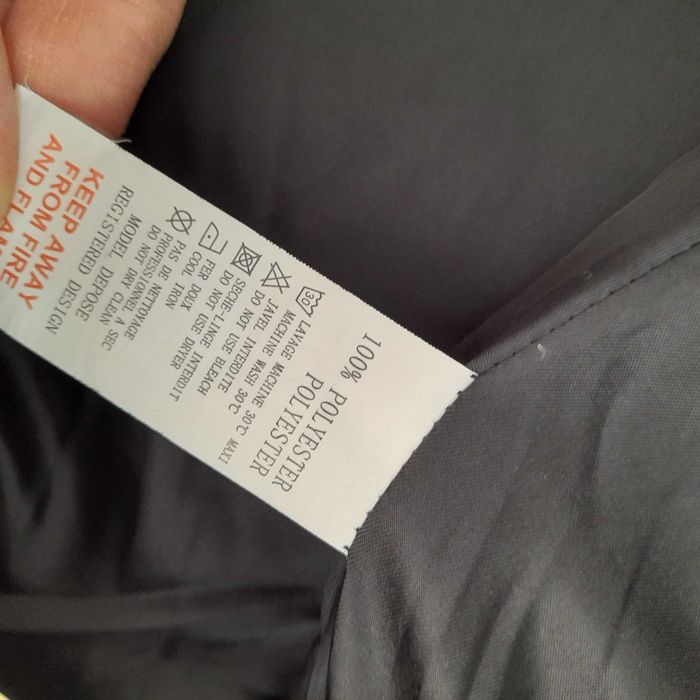 100% POLYESTER
POLYESTER
30 LAVAGE MACHINE 30℃ MAXI
MACHINE WASH 30℃
JAVEL INTERDITE
DO NOT USE BLEACH
SECHE-LINGE INTERDIT
DO NOT USE DRYER
FER DOUX
COOL IRON
PAS DE NETTOYAGE
PROFESSIONNEL A SEC
DO NOT DRY CLEAN
MODEL. DEPOSE
REGISTERED DESIGN
KEEP AWAY
FROM FIRE
AND